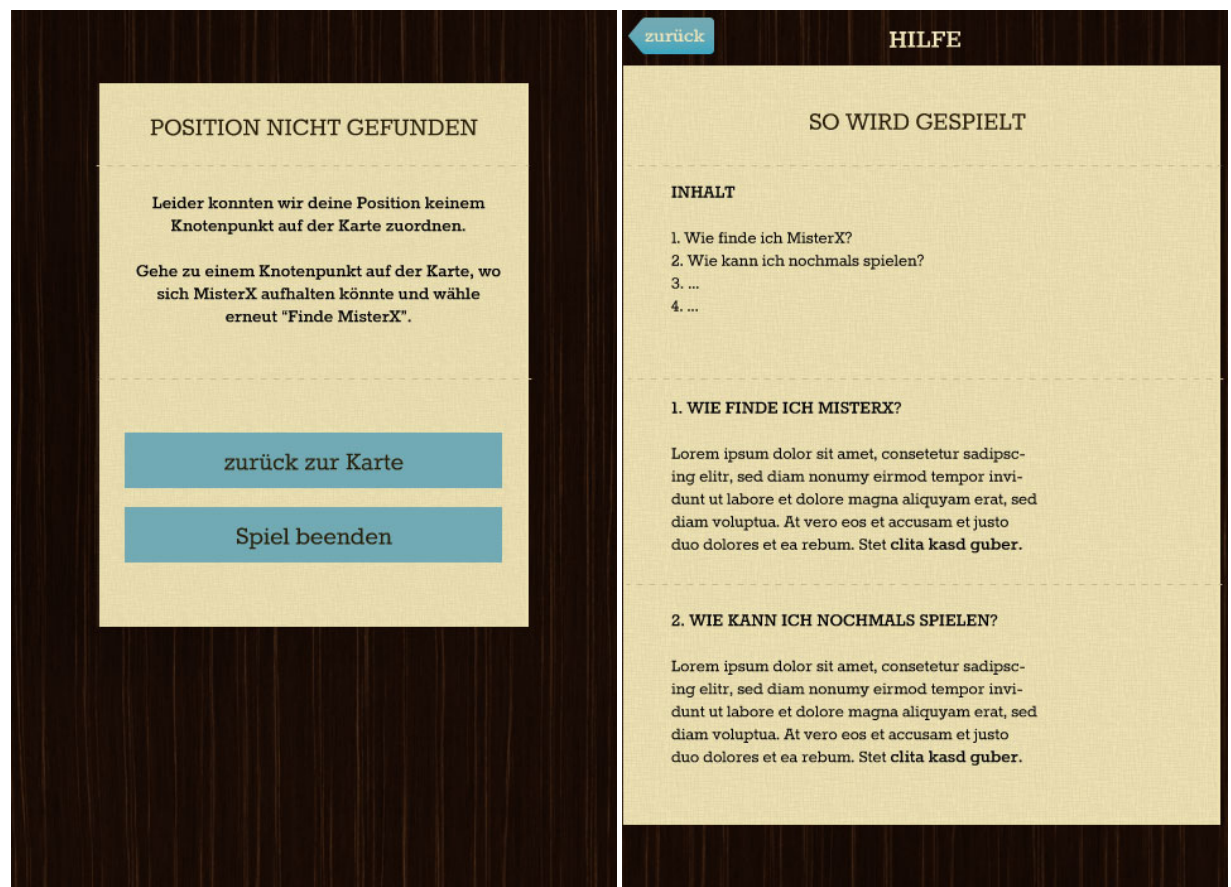 POSITION NICHT GEFUNDEN
Leider konnten wir deine Position keinem
Knotenpunkt auf der Karte zuordnen.
Gehe zu einem Knotenpunkt auf der Karte, wo
sich MisterX aufhalten könnte und wähle
erneut "Finde MisterX".
zurück zur Karte
Spiel beenden
zurück
HILFE
SO WIRD GESPIELT
INHALT
1. Wie finde ich MisterX?
2. Wie kann ich nochmals spielen?
3. ...
4. ...
1. WIE FINDE ICH MISTERX?
Lorem ipsum dolor sit amet, consetetur sadipsc-
ing elitr, sed diam nonumy eirmod tempor invi-
dunt ut labore et dolore magna aliquyam erat, sed
diam voluptua. At vero eos et accusam et justo
duo dolores et ea rebum. Stet clita kasd guber.
2. WIE KANN ICH NOCHMALS SPIELEN?
Lorem ipsum dolor sit amet, consetetur sadipsc-
ing elitr, sed diam nonumy eirmod tempor invi-
dunt ut labore et dolore magna aliquyam erat, sed
diam voluptua. At vero eos et accusam et justo
duo dolores et ea rebum. Stet clita kasd guber.